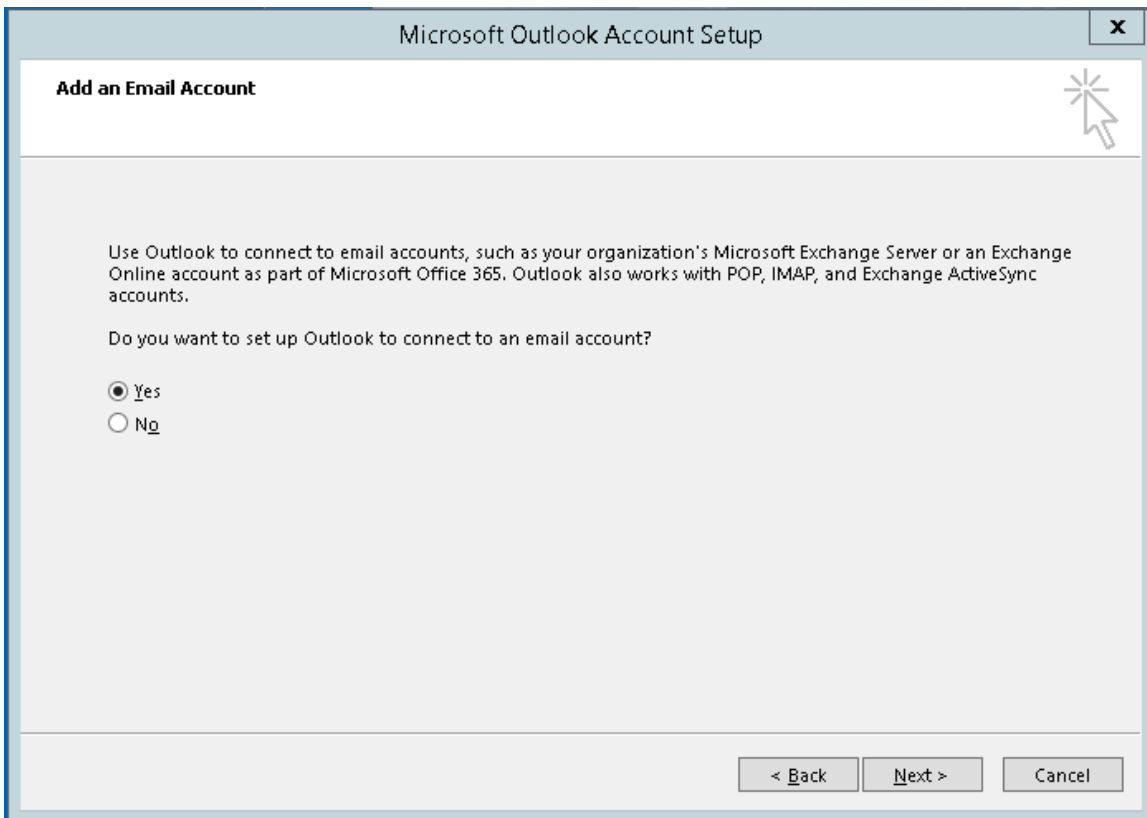 Microsoft Outlook Account Setup
x
Add an Email Account
Use Outlook to connect to email accounts, such as your organization's Microsoft Exchange Server or an Exchange
Online account as part of Microsoft Office 365. Outlook also works with POP, IMAP, and Exchange ActiveSync
accounts.
Do you want to set up Outlook to connect to an email account?
Yes
No
< Back
Next >
Cancel